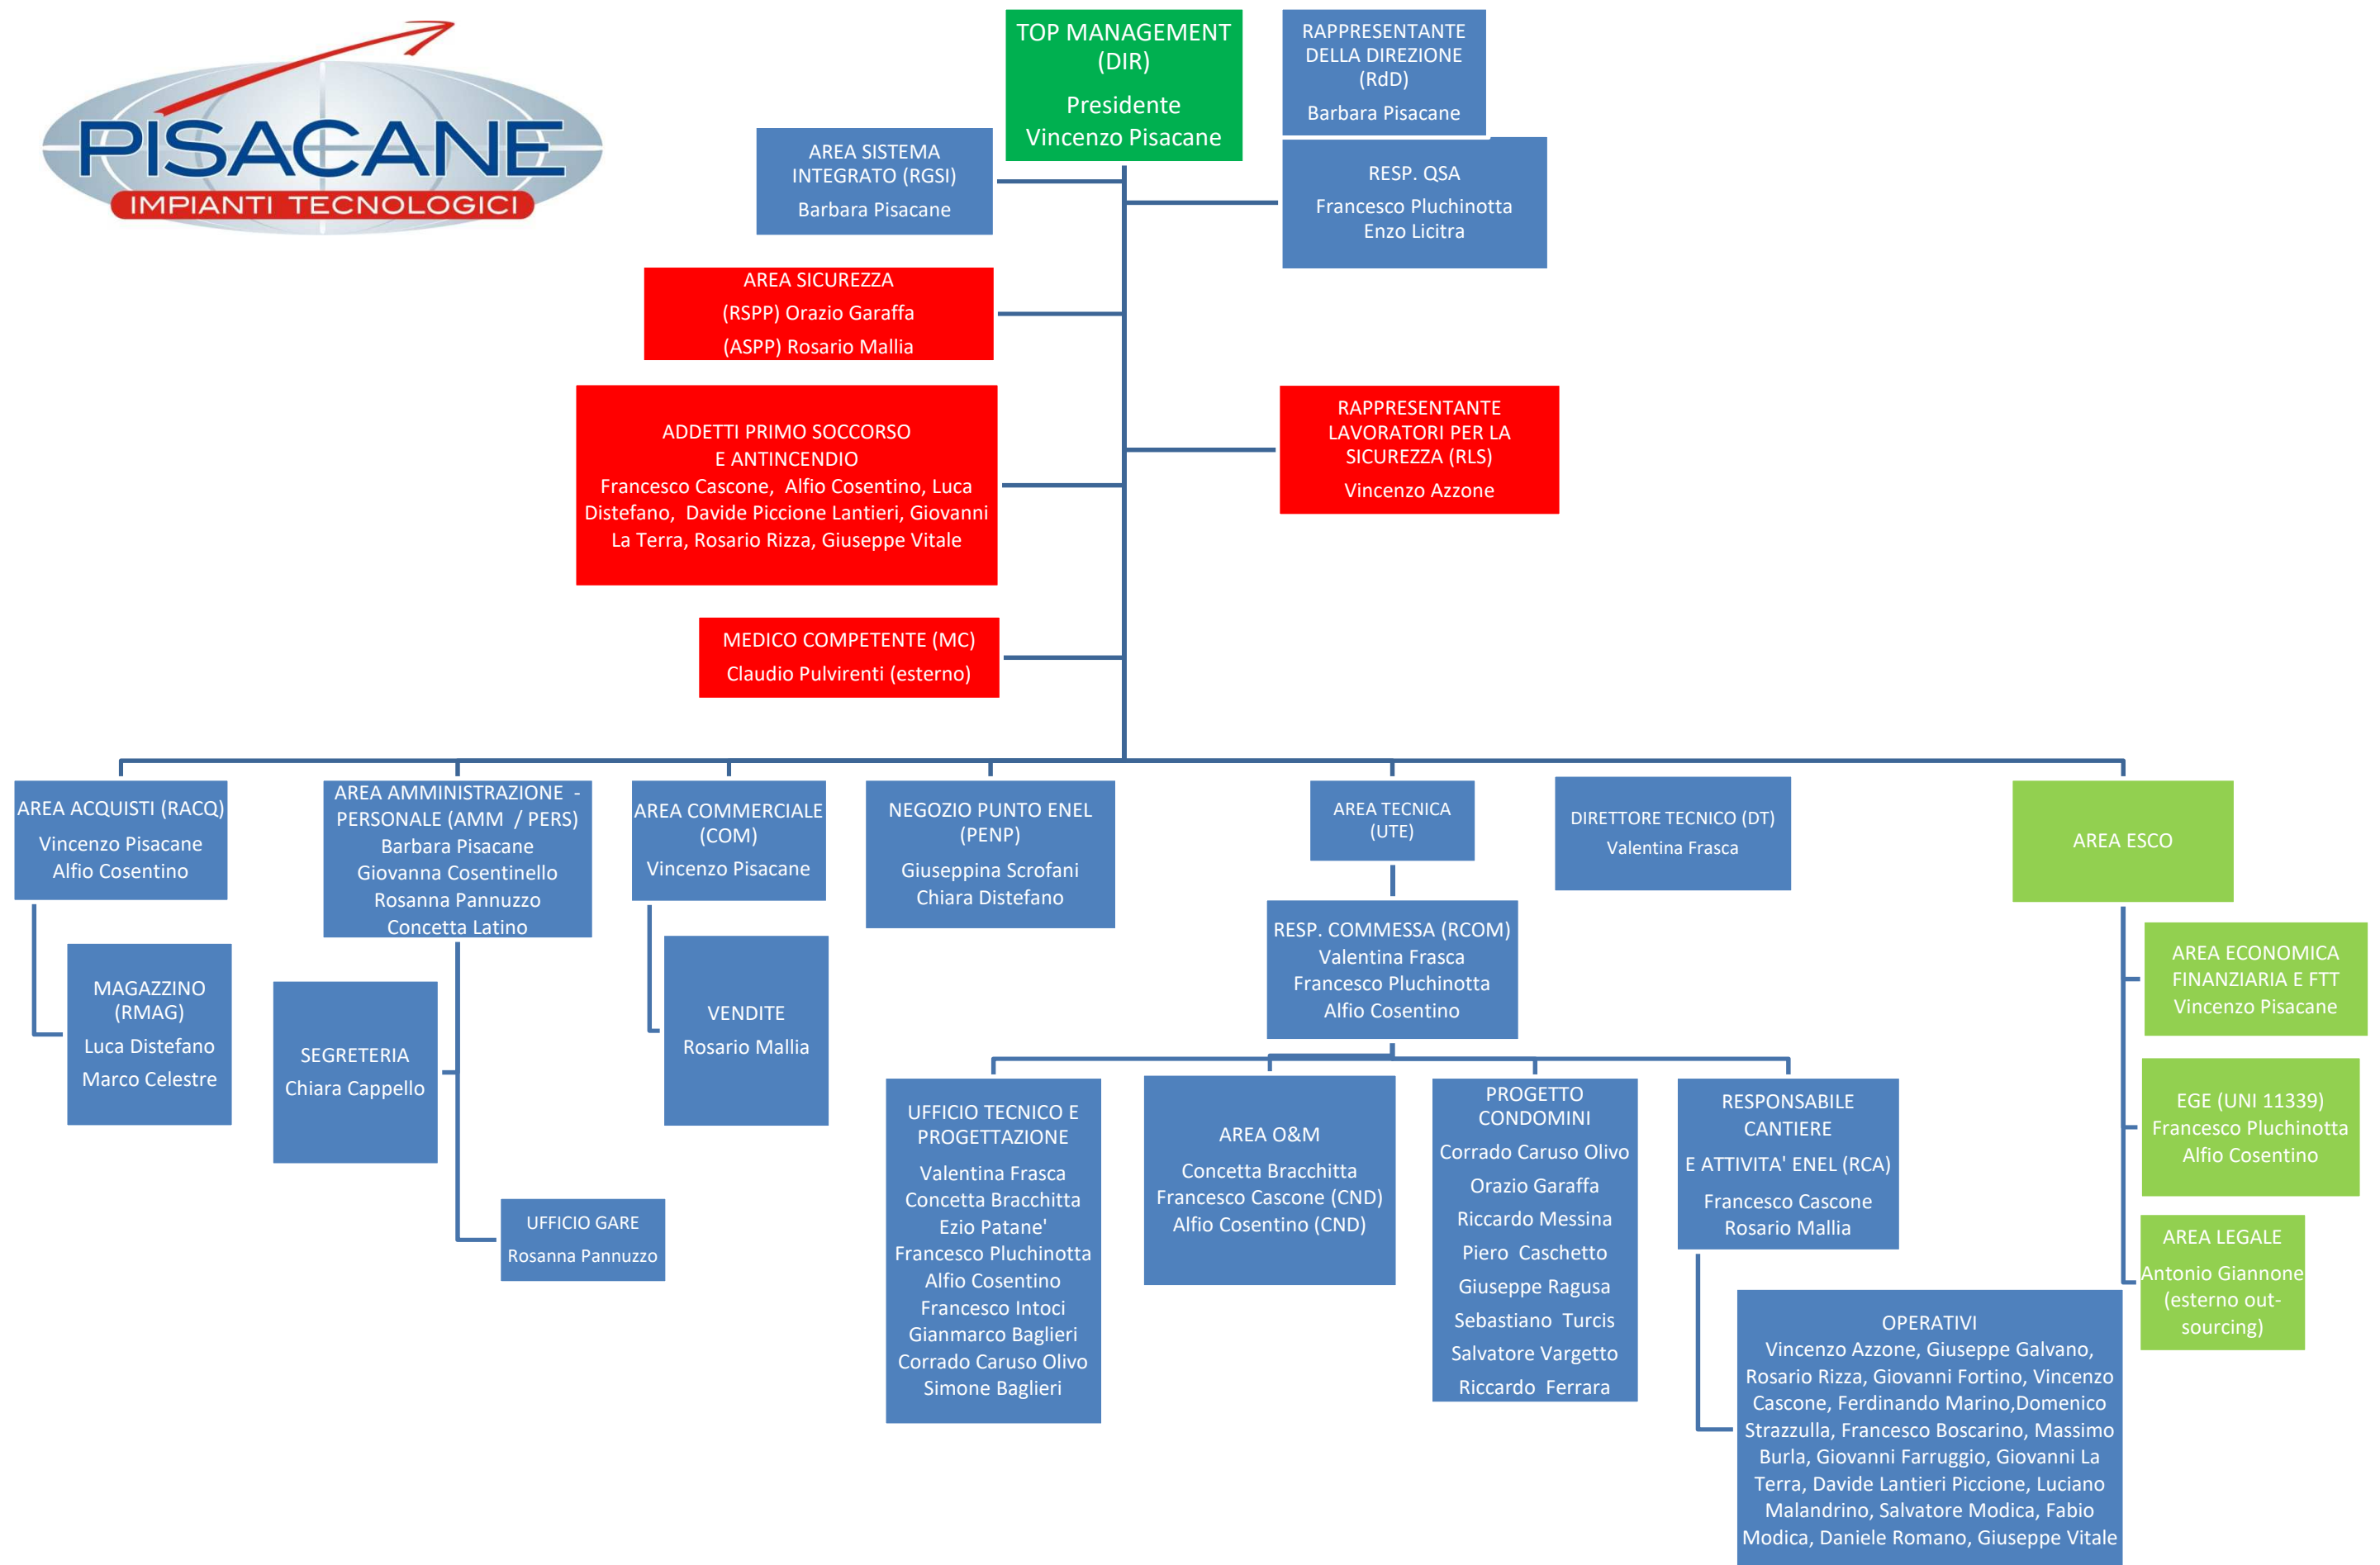 PISACANE
IMPIANTI TECNOLOGICI
TOP MANAGEMENT
(DIR)
Presidente
Vincenzo Pisacane
RAPPRESENTANTE
DELLA DIREZIONE
(RdD)
Barbara Pisacane
AREA SISTEMA
INTEGRATO (RGSI)
Barbara Pisacane
RESP. QSA
Francesco Pluchinotta
Enzo Licitra
AREA SICUREZZA
(RSPP) Orazio Garaffa
(ASPP) Rosario Mallia
ADDETTI PRIMO SOCCORSO
E ANTINCENDIO
Francesco Cascone, Alfio Cosentino, Luca
Distefano, Davide Piccione Lantieri, Giovanni
La Terra, Rosario Rizza, Giuseppe Vitale
RAPPRESENTANTE
LAVORATORI PER LA
SICUREZZA (RLS)
Vincenzo Azzone
MEDICO COMPETENTE (MC)
Claudio Pulvirenti (esterno)
AREA ACQUISTI (RACQ)
Vincenzo Pisacane
Alfio Cosentino
MAGAZZINO
(RMAG)
Luca Distefano
Marco Celestre
AREA AMMINISTRAZIONE -
PERSONALE (AMM / PERS)
Barbara Pisacane
Giovanna Cosentinello
Rosanna Pannuzzo
Concetta Latino
SEGRETERIA
Chiara Cappello
UFFICIO GARE
Rosanna Pannuzzo
AREA COMMERCIALE
(COM)
Vincenzo Pisacane
VENDITE
Rosario Mallia
NEGOZIO PUNTO ENEL
(PENP)
Giuseppina Scrofani
Chiara Distefano
AREA TECNICA
(UTE)
RESP. COMMESSA (RCOM)
Valentina Frasca
Francesco Pluchinotta
Alfio Cosentino
UFFICIO TECNICO E
PROGETTAZIONE
Valentina Frasca
Concetta Bracchitta
Ezio Patane'
Francesco Pluchinotta
Alfio Cosentino
Francesco Intoci
Gianmarco Baglieri
Corrado Caruso Olivo
Simone Baglieri
AREA O&M
Concetta Bracchitta
Francesco Cascone (CND)
Alfio Cosentino (CND)
PROGETTO
CONDOMINI
Corrado Caruso Olivo
Orazio Garaffa
Riccardo Messina
Piero Caschetto
Giuseppe Ragusa
Sebastiano Turcis
Salvatore Vargetto
Riccardo Ferrara
RESPONSABILE
CANTIERE
E ATTIVITA' ENEL (RCA)
Francesco Cascone
Rosario Mallia
OPERATIVI
Vincenzo Azzone, Giuseppe Galvano,
Rosario Rizza, Giovanni Fortino, Vincenzo
Cascone, Ferdinando Marino,Domenico
Strazzulla, Francesco Boscarino, Massimo
Burla, Giovanni Farruggio, Giovanni La
Terra, Davide Lantieri Piccione, Luciano
Malandrino, Salvatore Modica, Fabio
Modica, Daniele Romano, Giuseppe Vitale
DIRETTORE TECNICO (DT)
Valentina Frasca
AREA ESCO
AREA ECONOMICA
FINANZIARIA E FTT
Vincenzo Pisacane
EGE (UNI 11339)
Francesco Pluchinotta
Alfio Cosentino
AREA LEGALE
Antonio Giannone
(esterno out-
sourcing)